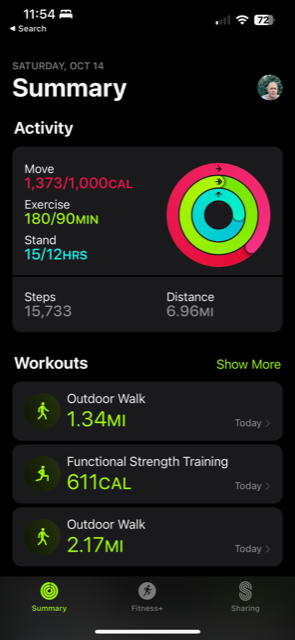 11:54
72
Search
SATURDAY, OCT 14
Summary
Activity
Move
1,373/1,000CAL
Exercise
180/90MIN
Stand
15/12HRS
Steps
15,733
Distance
6.96MI
Workouts
Show More
Outdoor Walk
1.34MI
Today
Functional Strength Training
611CAL
Today
Outdoor Walk
2.17MI
Today
Summary
Fitness+
Sharing